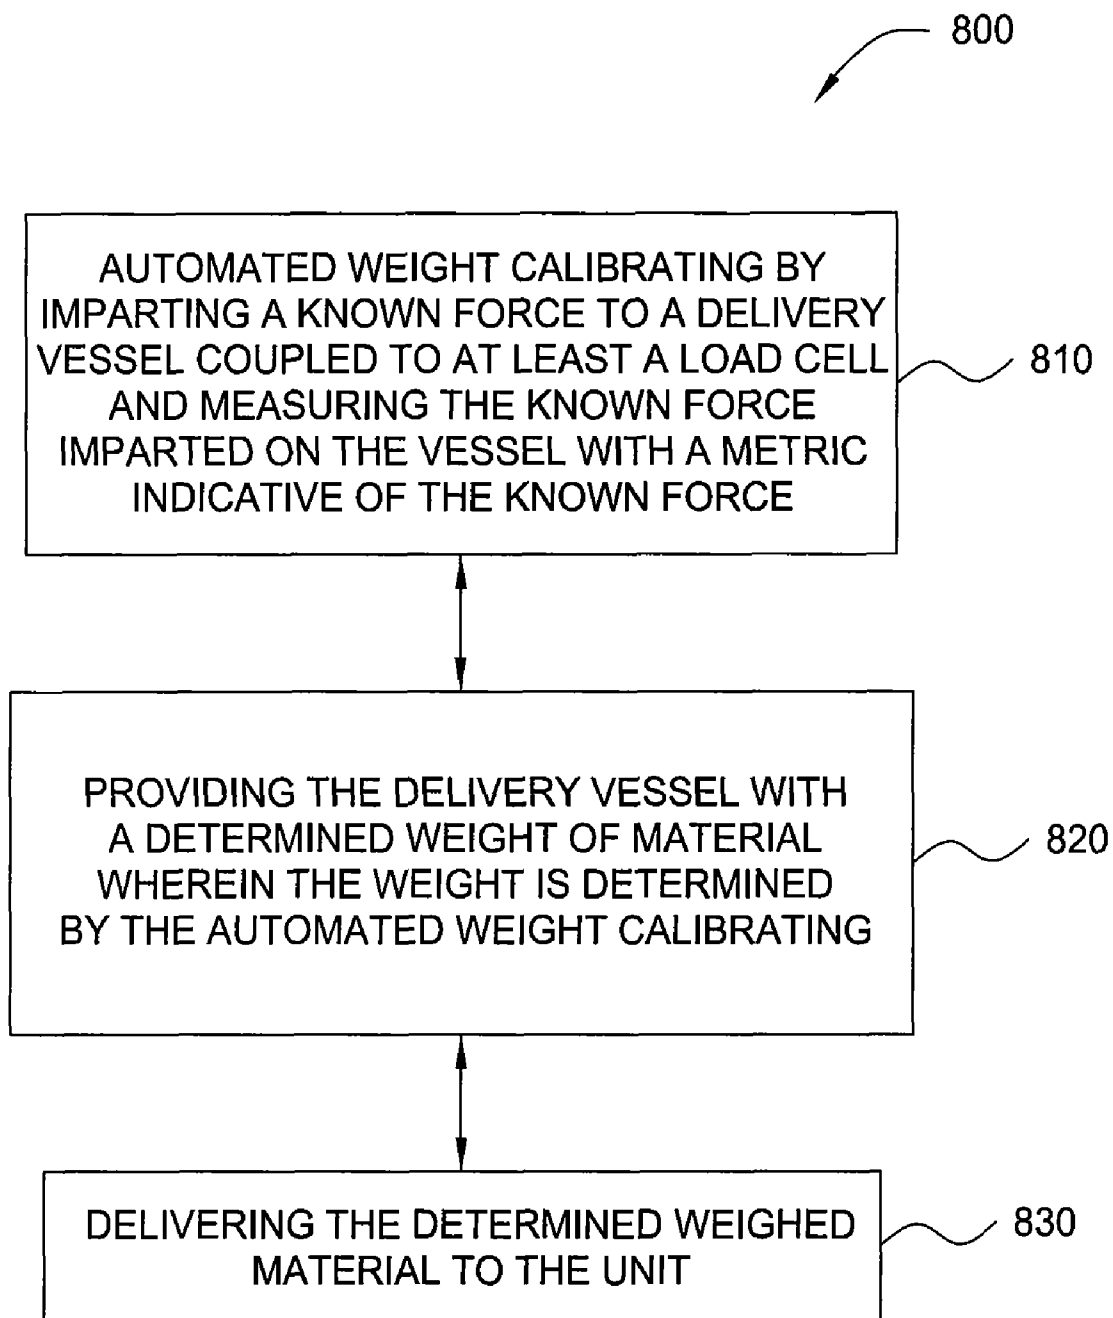 800
AUTOMATED WEIGHT CALIBRATING BY
IMPARTING A KNOWN FORCE TO A DELIVERY
VESSEL COUPLED TO AT LEAST A LOAD CELL
AND MEASURING THE KNOWN FORCE
IMPARTED ON THE VESSEL WITH A METRIC
INDICATIVE OF THE KNOWN FORCE
810
PROVIDING THE DELIVERY VESSEL WITH
A DETERMINED WEIGHT OF MATERIAL
WHEREIN THE WEIGHT IS DETERMINED
BY THE AUTOMATED WEIGHT CALIBRATING
820
DELIVERING THE DETERMINED WEIGHED
MATERIAL TO THE UNIT
830